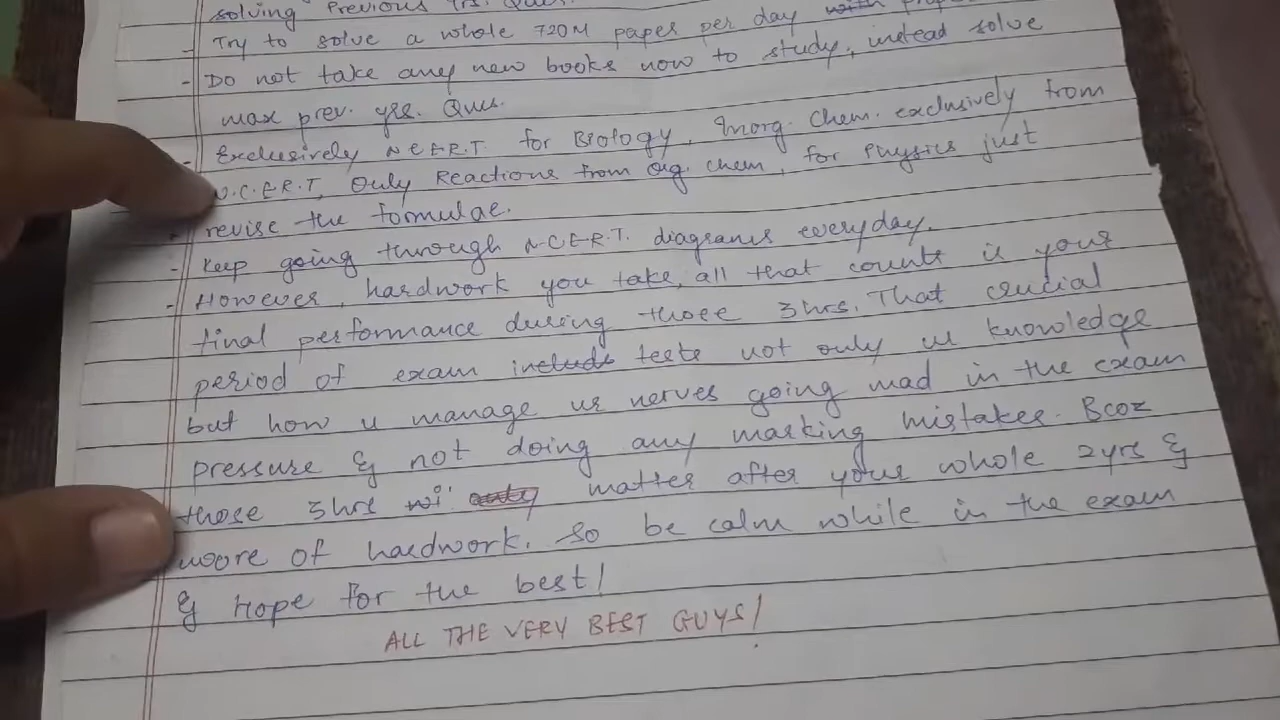 solving Previous Yrs. Ques.
- Try to solve a whole 720M paper per day with
- Do not take any new books now to study, instead solve
max prev. yrs. Ques.
- Exclusively N.C.E.R.T. for Biology, Inorg. Chem. exclusively from
N.C.E.R.T, Only Reactions from Org. chem, for Physics just
- revise the formulae.
- Keep going through N.C.E.R.T. diagrams everyday.
- However, hardwork you take, all that counts is your
final performance during those 3hrs. That crucial
period of exam include tests not only ur knowledge
but how u manage ur nerves going mad in the exam
pressure & not doing any marking mistakes. Bcoz
those 3hrs matter after your whole 2yrs &
more of hardwork. So be calm while in the exam
& Hope for the best!
ALL THE VERY BEST GUYS!